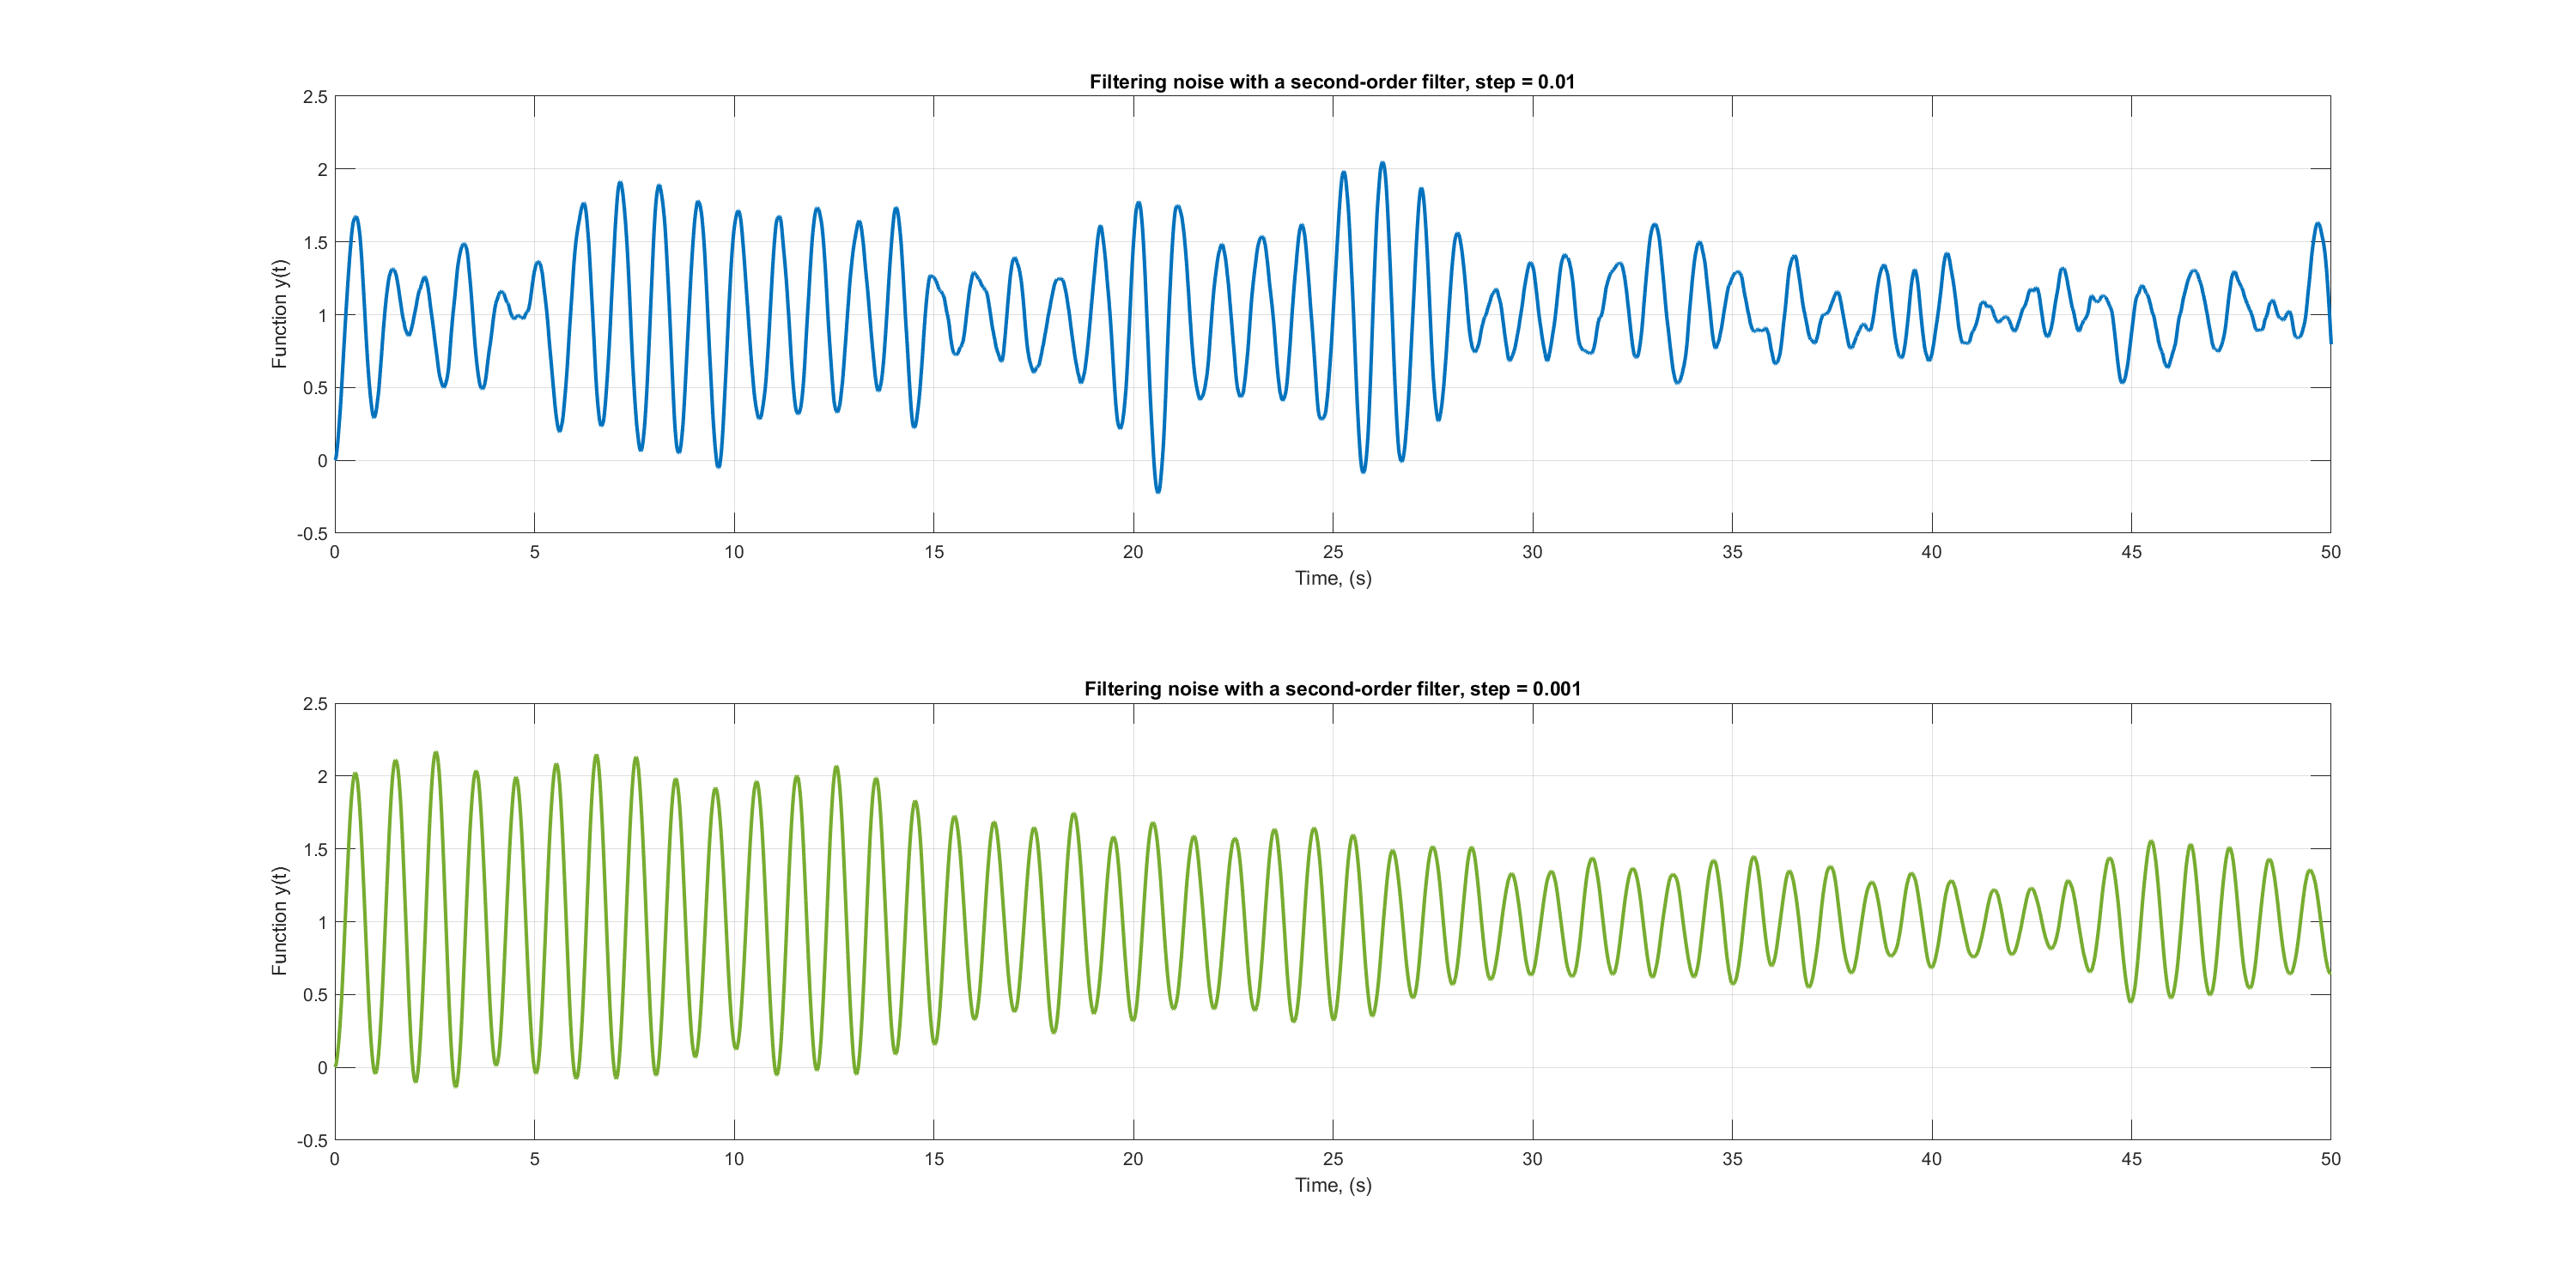 Filtering noise with a second-order filter, step = 0.01
2.5
2
1.5
1
0.5
0
-0.5
Function y(t)
0 5 10 15 20 25 30 35 40 45 50
Time, (s)
Filtering noise with a second-order filter, step = 0.001
2.5
2
1.5
1
0.5
0
-0.5
Function y(t)
0 5 10 15 20 25 30 35 40 45 50
Time, (s)